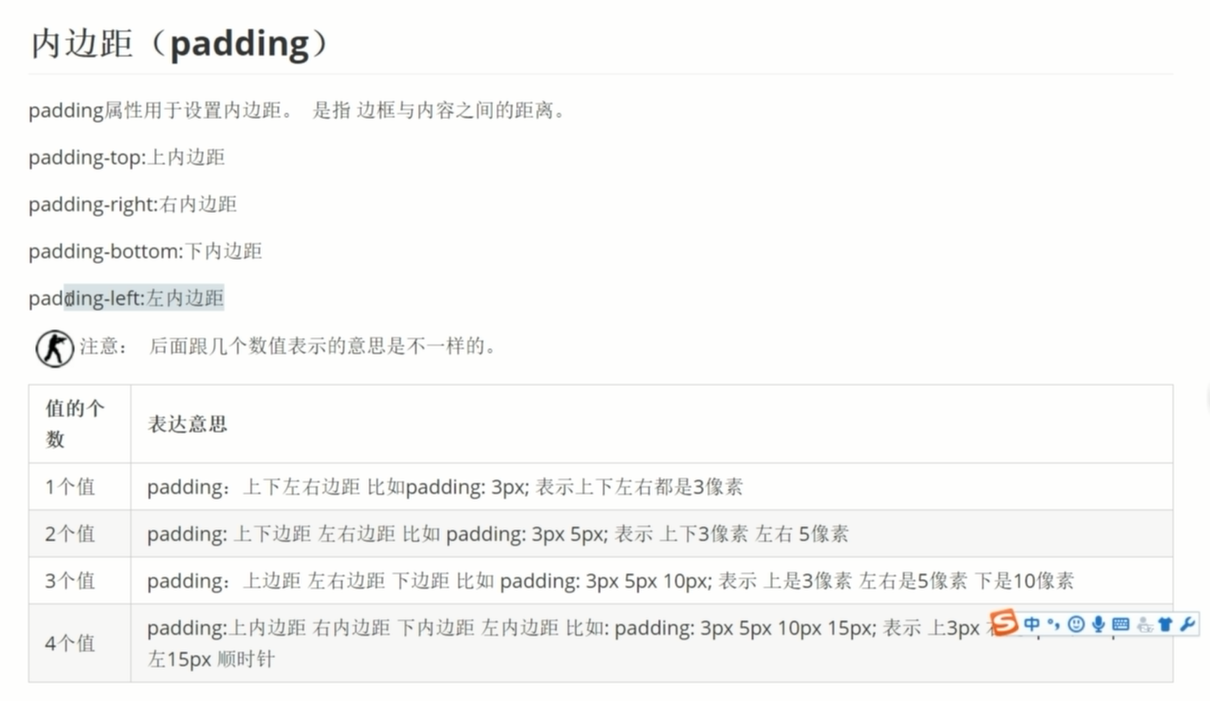 内边距（padding）
padding属性用于设置内边距。 是指 边框与内容之间的距离。
padding-top:上内边距
padding-right:右内边距
padding-bottom:下内边距
padding-left:左内边距
注意： 后面跟几个数值表示的意思是不一样的。
值的个
数
表达意思
1个值
padding：上下左右边距 比如padding: 3px; 表示上下左右都是3像素
2个值
padding: 上下边距 左右边距 比如 padding: 3px 5px; 表示 上下3像素 左右 5像素
3个值
padding：上边距 左右边距 下边距 比如 padding: 3px 5px 10px; 表示 上是3像素 左右是5像素 下是10像素
4个值
padding:上内边距 右内边距 下内边距 左内边距 比如: padding: 3px 5px 10px 15px; 表示 上3px
左15px 顺时针
中